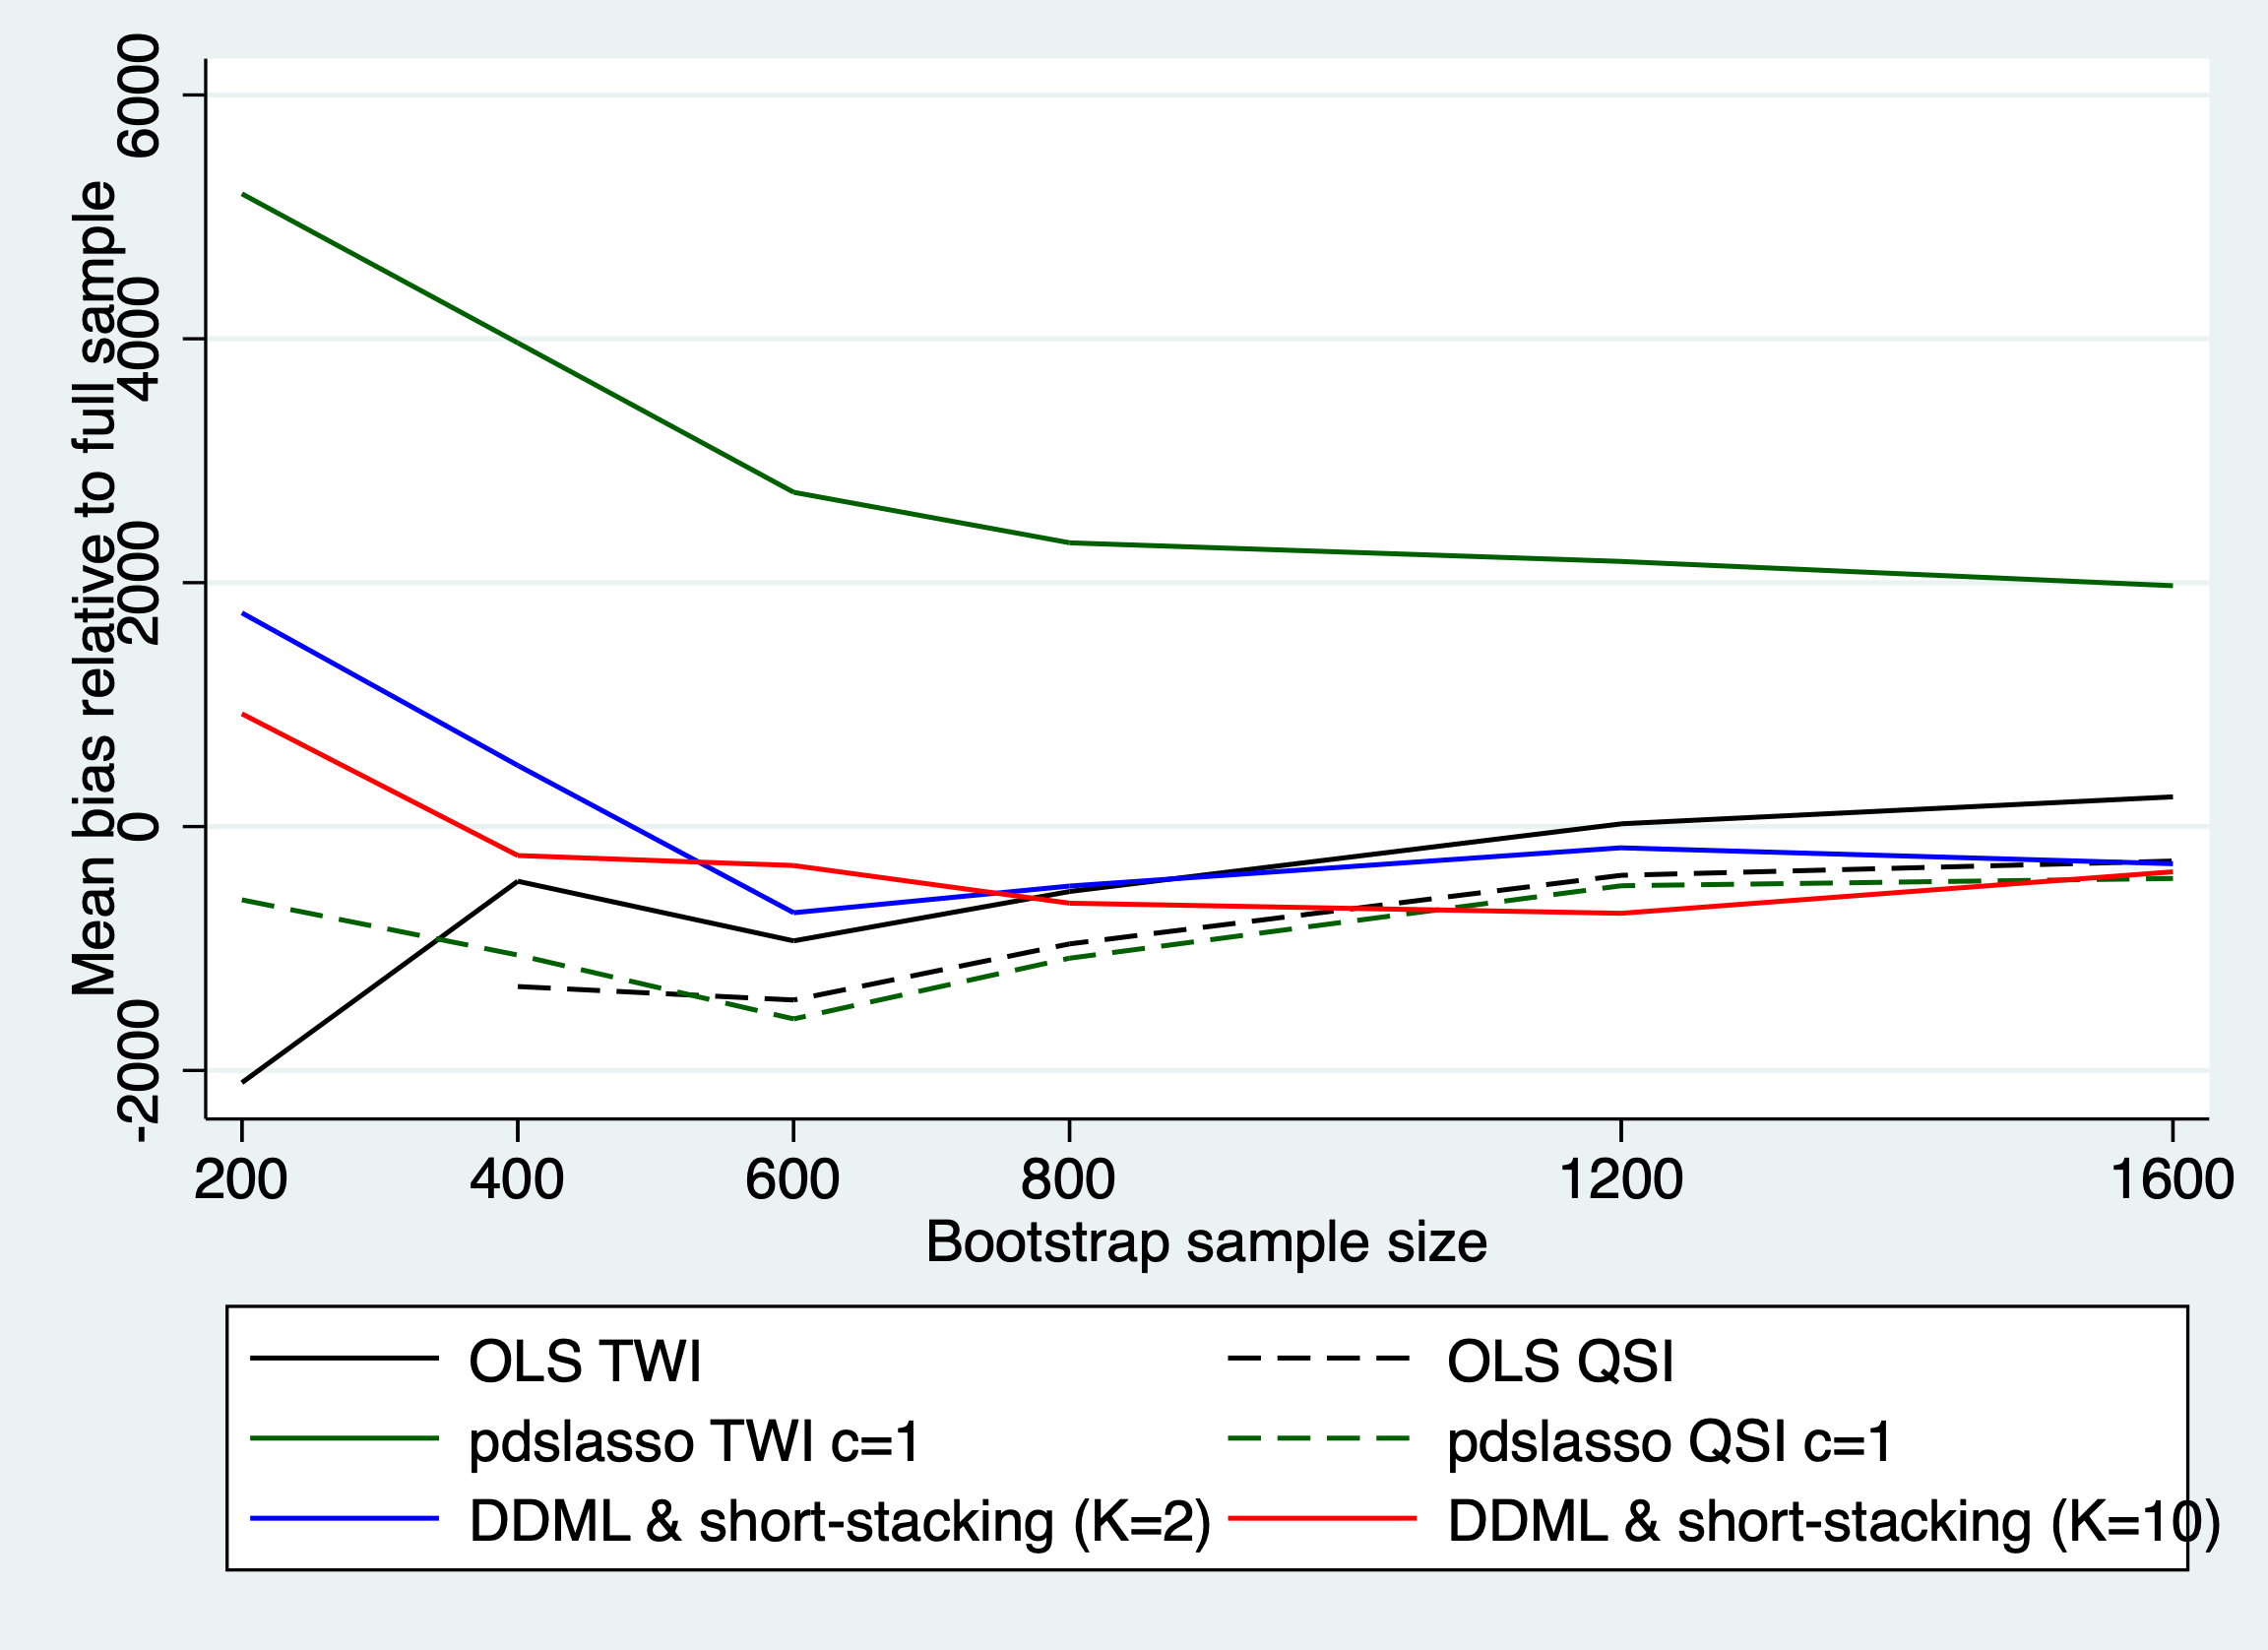 Mean bias relative to full sample
6000
4000
2000
0
-2000
200 400 600 800 1200 1600
Bootstrap sample size
OLS TWI OLS QSI
pdslasso TWI c=1 pdslasso QSI c=1
DDML & short-stacking (K=2) DDML & short-stacking (K=10)